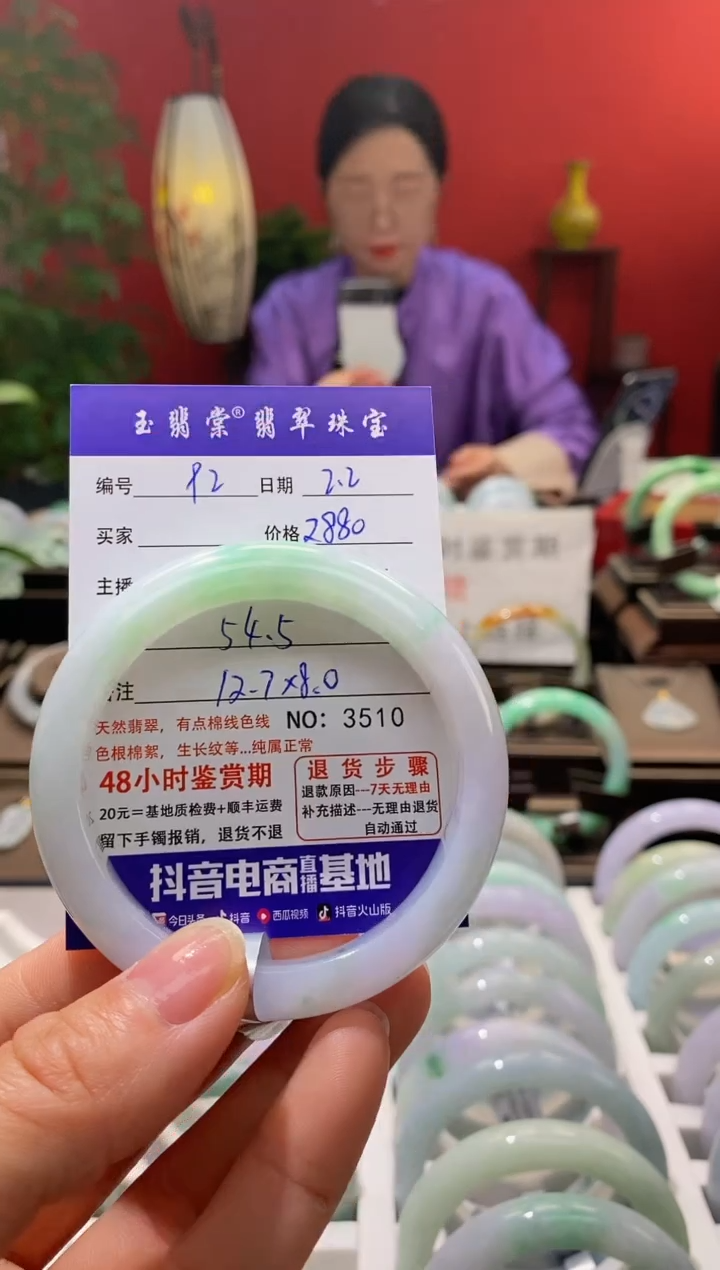 玉翡棠®翡翠珠宝
编号 92 日期 2.2
买家 价格 2880
主播
54.5
注 12.7×8.0
天然翡翠，有点棉线色线 NO: 3510
色根棉絮，生长纹等...纯属正常
48小时鉴赏期
20元=基地质检费+顺丰运费
留下手镯报销，退货不退
退货步骤
退款原因---7天无理由
补充描述---无理由退货
自动通过
抖音电商直播基地
今日头条 抖音 西瓜视频 抖音火山版
时鉴赏期